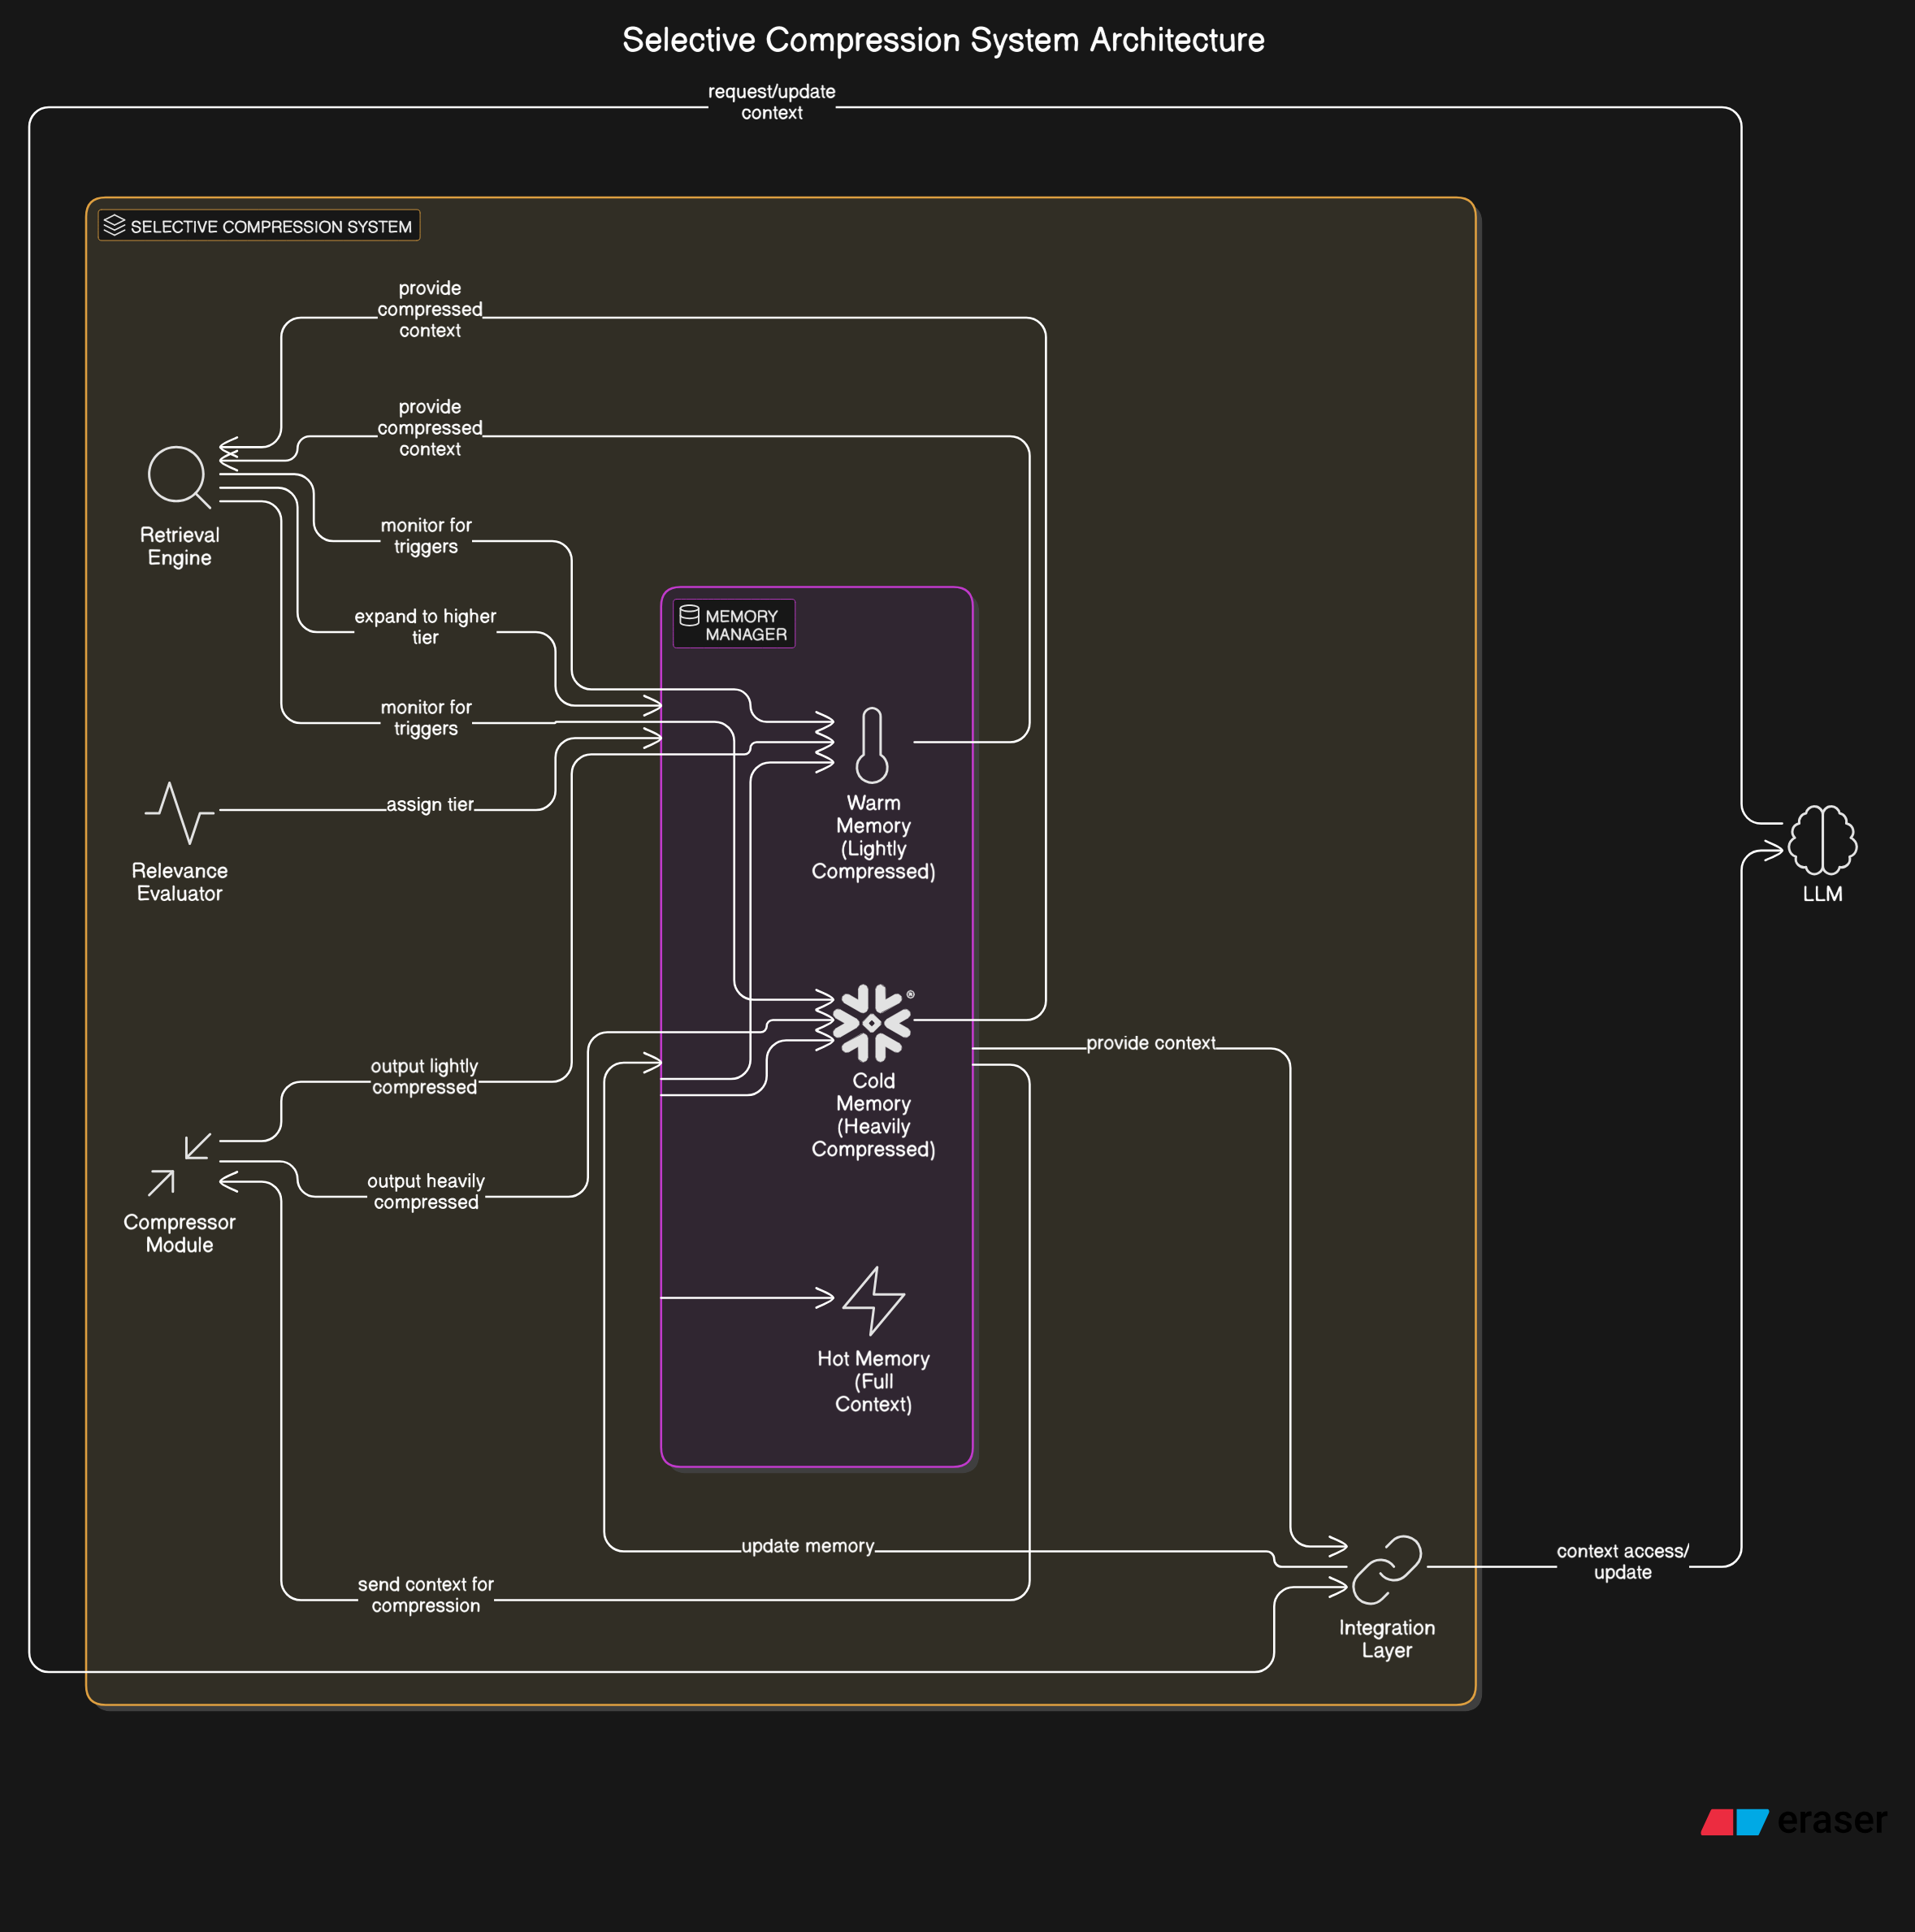 Selective Compression System Architecture
request/update
context
SELECTIVE COMPRESSION SYSTEM
provide
compressed
context
provide
compressed
context
monitor for
triggers
Retrieval
Engine
expand to higher
tier
MEMORY
MANAGER
monitor for
triggers
assign tier
Warm
Memory
(Lightly
Compressed)
Relevance
Evaluator
LLM
®
provide context
output lightly
compressed
Cold
Memory
(Heavily
Compressed)
output heavily
compressed
Compressor
Module
Hot Memory
(Full
Context)
update memory
context access/
update
send context for
compression
Integration
Layer
eraser